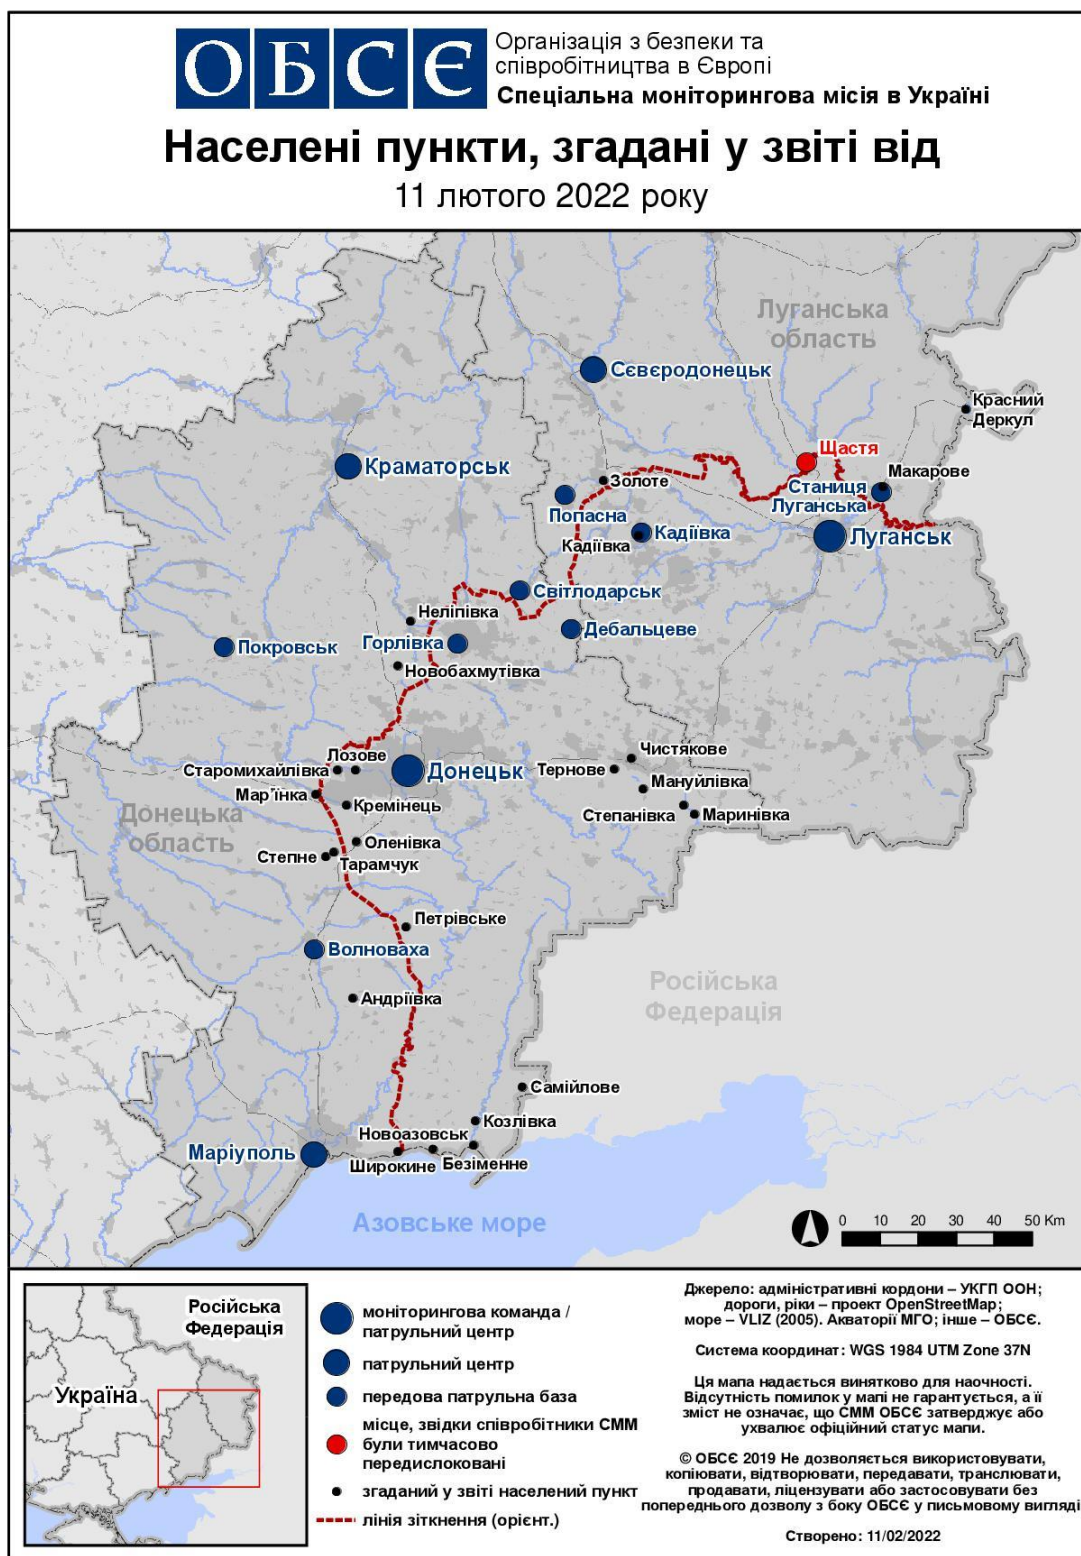 ОБСЄ
Організація з безпеки та
співробітництва в Європі
Спеціальна моніторингова місія в Україні
Населені пункти, згадані у звіті від
11 лютого 2022 року
Луганська
область
Сєвєродонецьк
Красний
Деркул
Щастя
Краматорськ
Макарове
Золоте
Станиця
Луганська
Попасна
Кадіївка
Кадіївка
Луганськ
Світлодарськ
Неліпівка
Дебальцеве
Горлівка
Покровськ
Новобахмутівка
Чистякове
Лозове
Старомихайлівка
Донецьк
Тернове
Мануйлівка
Мар'їнка
Кремінець
Степанівка
Маринівка
Донецька
область
Оленівка
Степне
Тарамчук
Петрівське
Волноваха
Російська
Федерація
Андріївка
Самійлове
Козлівка
Новоазовськ
Маріуполь
Широкине
Безіменне
Азовське море
0 10 20 30 40 50 Km
Російська
Федерація
Україна
моніторингова команда /
патрульний центр
патрульний центр
передова патрульна база
місце, звідки співробітники СММ
були тимчасово
передислоковані
згаданий у звіті населений пункт
лінія зіткнення (орієнт.)
Джерело: адміністративні кордони – УКГП ООН;
дороги, ріки – проект OpenStreetMap;
море – VLIZ (2005). Акваторії МГО; інше – ОБСЄ.
Система координат: WGS 1984 UTM Zone 37N
Ця мапа надається винятково для наочності.
Відсутність помилок у мапі не гарантується, а її
зміст не означає, що СММ ОБСЄ затверджує або
ухвалює офіційний статус мапи.
© ОБСЄ 2019 Не дозволяється використовувати,
копіювати, відтворювати, передавати, транслювати,
продавати, ліцензувати або застосовувати без
попереднього дозволу з боку ОБСЄ у письмовому вигляді
Створено: 11/02/2022